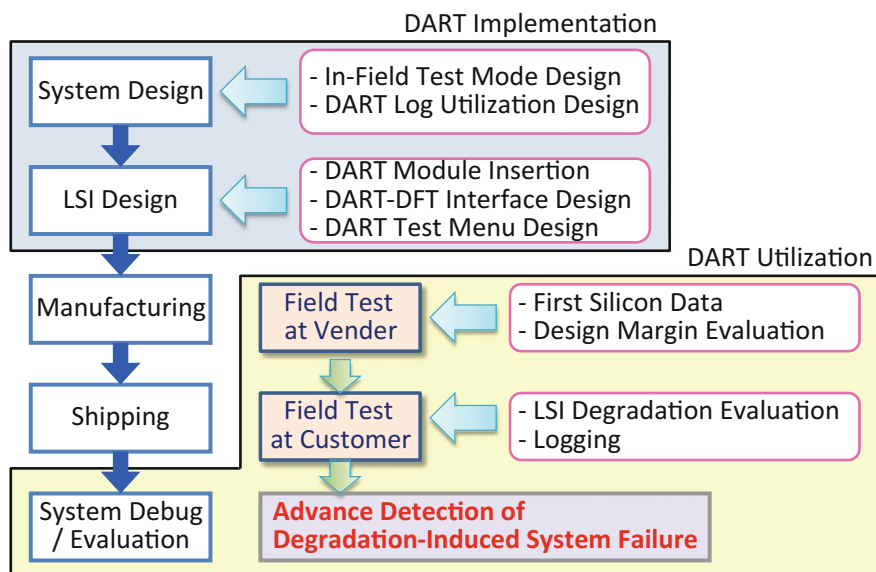 DART Implementation
System Design
- In-Field Test Mode Design
- DART Log Utilization Design
LSI Design
- DART Module Insertion
- DART-DFT Interface Design
- DART Test Menu Design
DART Utilization
Manufacturing
Field Test
at Vender
- First Silicon Data
- Design Margin Evaluation
Shipping
Field Test
at Customer
- LSI Degradation Evaluation
- Logging
System Debug
/ Evaluation
Advance Detection of
Degradation-Induced System Failure